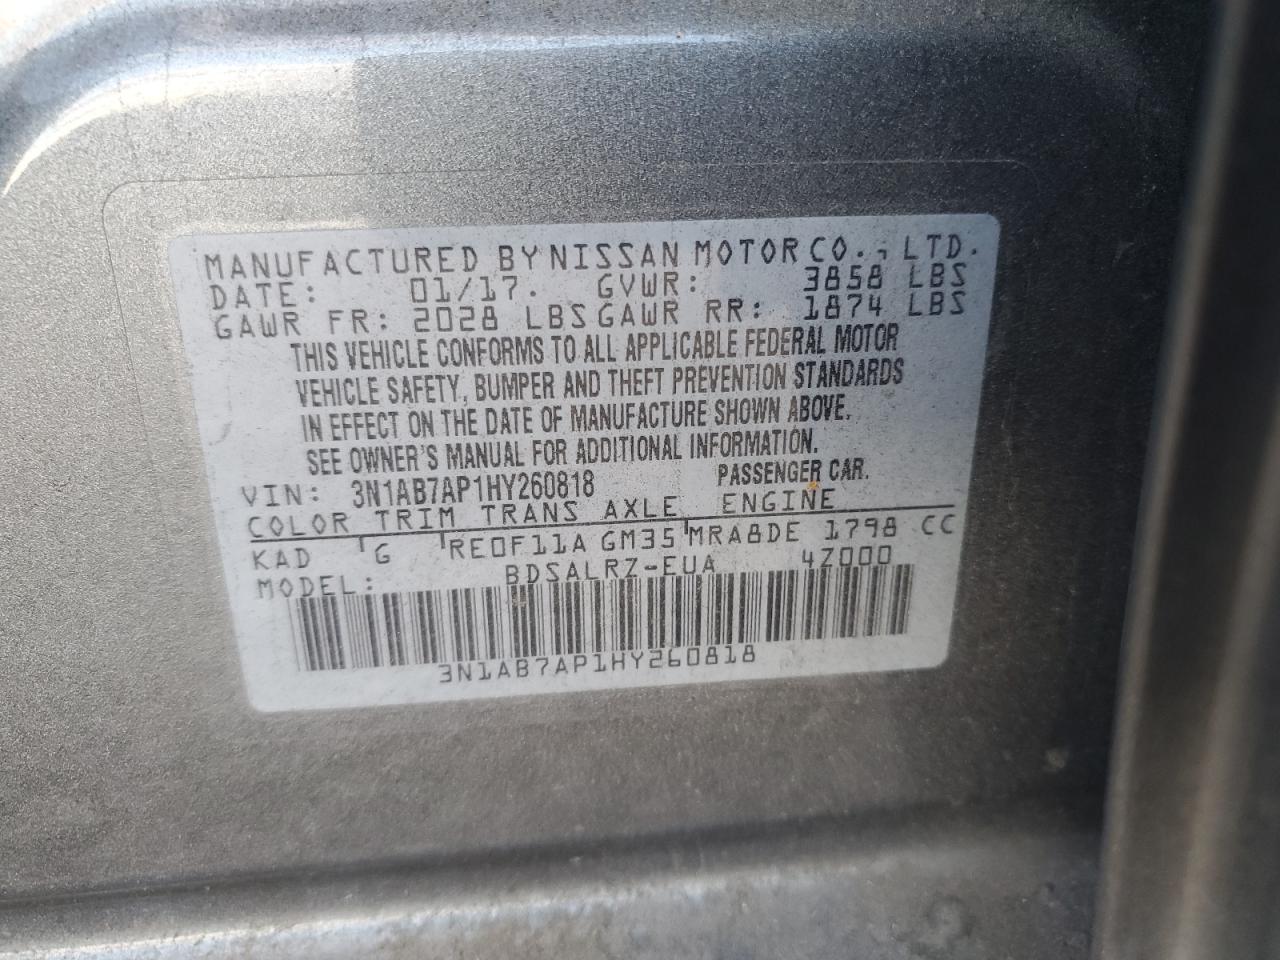 MANUFACTURED BY NISSAN MOTOR CO., LTD.
DATE: 01/17. GVWR: 3858 LBS
GAWR FR: 2028 LBS GAWR RR: 1874 LBS
THIS VEHICLE CONFORMS TO ALL APPLICABLE FEDERAL MOTOR
VEHICLE SAFETY, BUMPER AND THEFT PREVENTION STANDARDS
IN EFFECT ON THE DATE OF MANUFACTURE SHOWN ABOVE.
SEE OWNER'S MANUAL FOR ADDITIONAL INFORMATION.
VIN: 3N1AB7AP1HY260818 PASSENGER CAR.
COLOR TRIM TRANS AXLE ENGINE
KAD G RE0F11A GM35 MRA8DE 1798 CC
MODEL: BDSALRZ-EUA 4Z000
3N1AB7AP1HY260818